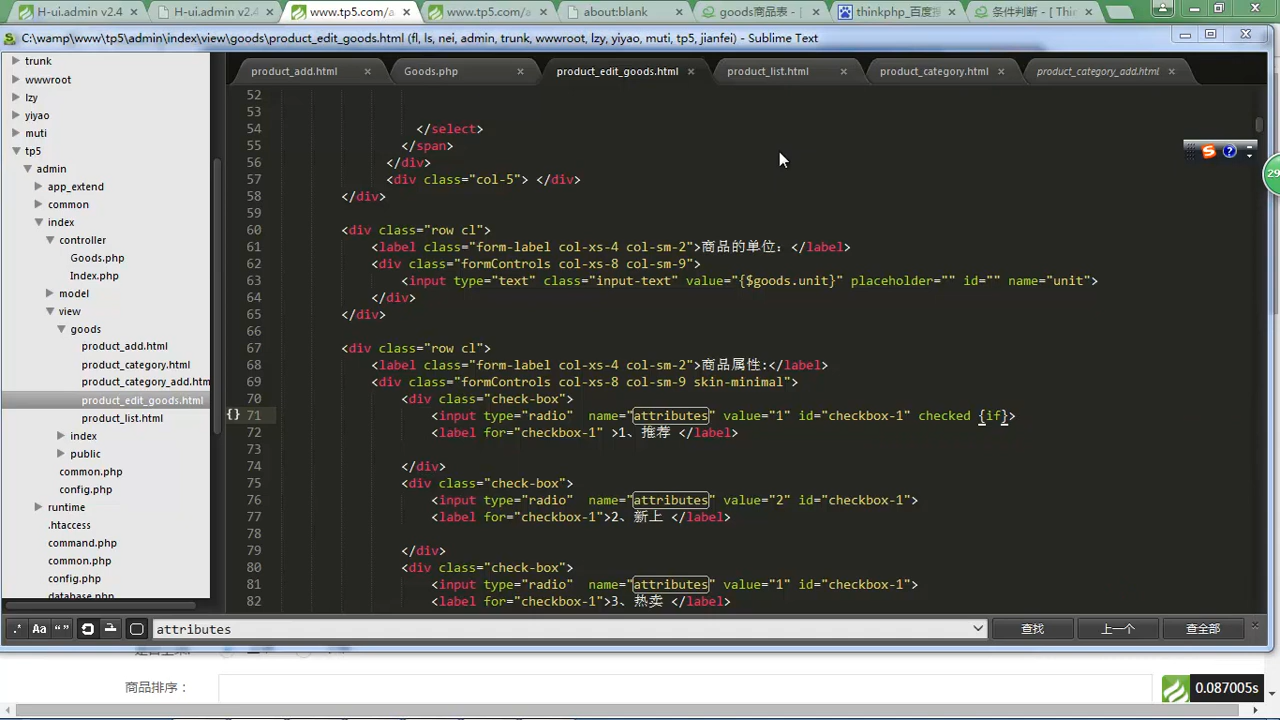 H-ui.admin v2.4
H-ui.admin v2.4
www.tp5.com/a
www.tp5.com/a
about:blank
goods商品表 -
thinkphp_百度搜
条件判断 - [ Thin
C:\wamp\www\tp5\admin\index\view\goods\product_edit_goods.html (fl, ls, nei, admin, trunk, wwwroot, lzy, yiyao, muti, tp5, jianfei) - Sublime Text
trunk
wwwroot
lzy
yiyao
muti
tp5
admin
app_extend
common
index
controller
Goods.php
Index.php
model
view
goods
product_add.html
product_category.html
product_category_add.htm
product_edit_goods.html
product_list.html
index
public
common.php
config.php
runtime
.htaccess
command.php
common.php
config.php
database.php
product_add.html
Goods.php
product_edit_goods.html
product_list.html
product_category.html
product_category_add.html
52
53
54 </select>
55 </span>
56 </div>
57 <div class="col-5"> </div>
58 </div>
59
60 <div class="row cl">
61 <label class="form-label col-xs-4 col-sm-2">商品的单位：</label>
62 <div class="formControls col-xs-8 col-sm-9">
63 <input type="text" class="input-text" value="{$goods.unit}" placeholder="" id="" name="unit">
64 </div>
65 </div>
66
67 <div class="row cl">
68 <label class="form-label col-xs-4 col-sm-2">商品属性:</label>
69 <div class="formControls col-xs-8 col-sm-9 skin-minimal">
70 <div class="check-box">
{} 71 <input type="radio" name="attributes" value="1" id="checkbox-1" checked {if}>
72 <label for="checkbox-1" >1、推荐 </label>
73
74 </div>
75 <div class="check-box">
76 <input type="radio" name="attributes" value="2" id="checkbox-1">
77 <label for="checkbox-1">2、新上 </label>
78
79 </div>
80 <div class="check-box">
81 <input type="radio" name="attributes" value="1" id="checkbox-1">
82 <label for="checkbox-1">3、热卖 </label>
29
.* Aa “ ” attributes 查找 上一个 查全部
商品排序：
0.087005s